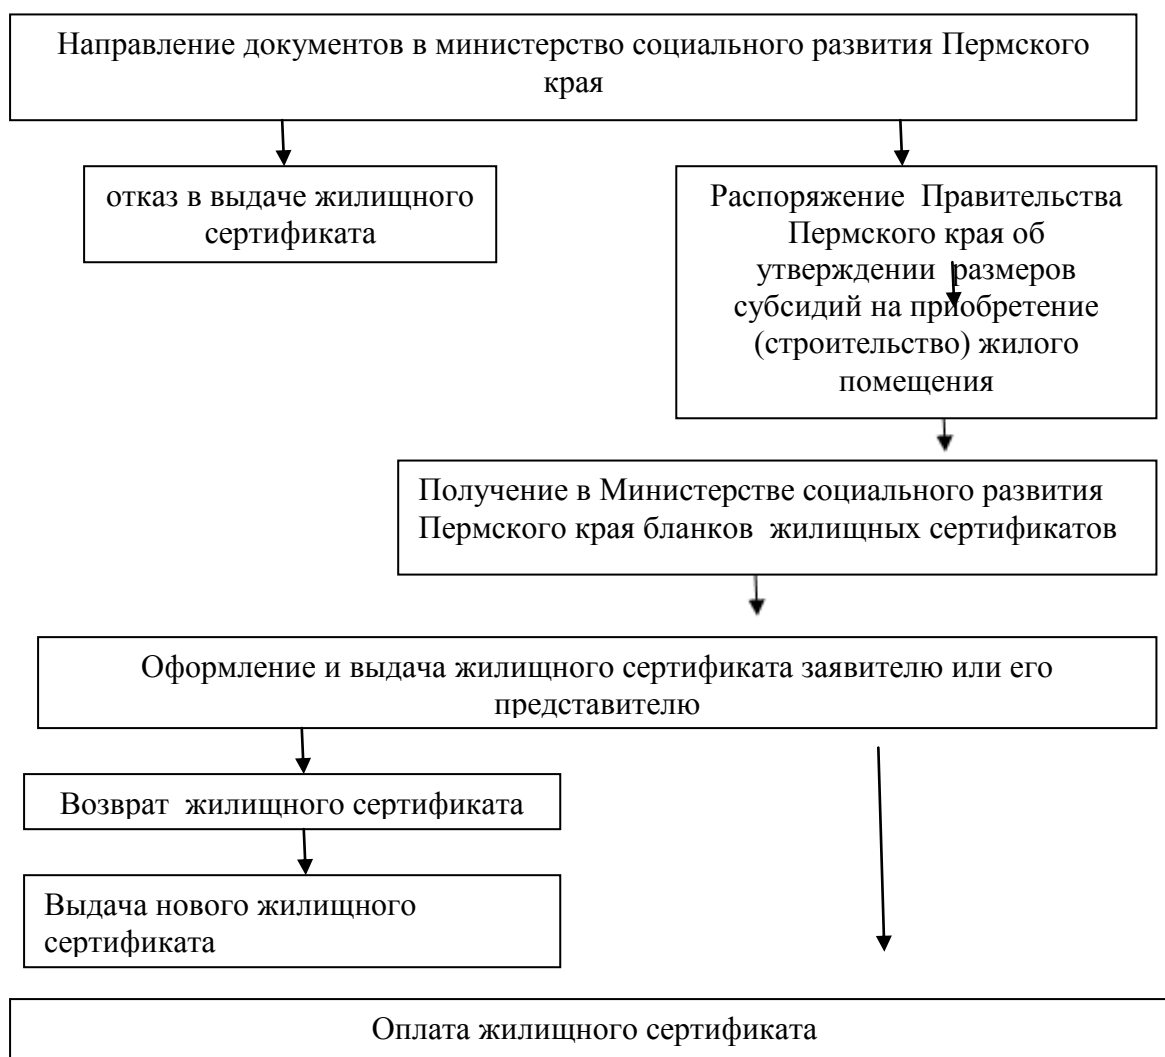 Направление документов в министерство социального развития Пермского
края
отказ в выдаче жилищного
сертификата
Распоряжение Правительства
Пермского края об
утверждении размеров
субсидий на приобретение
(строительство) жилого
помещения
Получение в Министерстве социального развития
Пермского края бланков жилищных сертификатов
Оформление и выдача жилищного сертификата заявителю или его
представителю
Возврат жилищного сертификата
Выдача нового жилищного
сертификата
Оплата жилищного сертификата